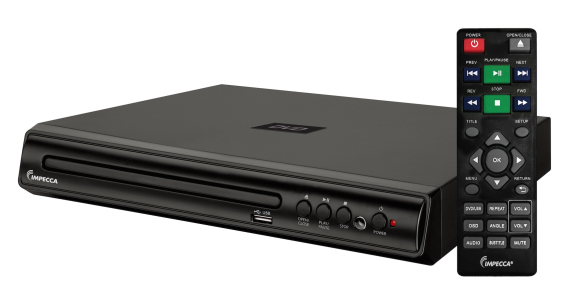 DVD
IMPECCA
USB
OPEN/
CLOSE
PLAY/
PAUSE
STOP
POWER
POWER OPEN/CLOSE
PREV PLAY/PAUSE NEXT
REV STOP FWD
TITLE SETUP
OK
MENU RETURN
DVD/USB REPEAT VOL
OSD ANGLE VOL
AUDIO SUBTITLE MUTE
IMPECCA®